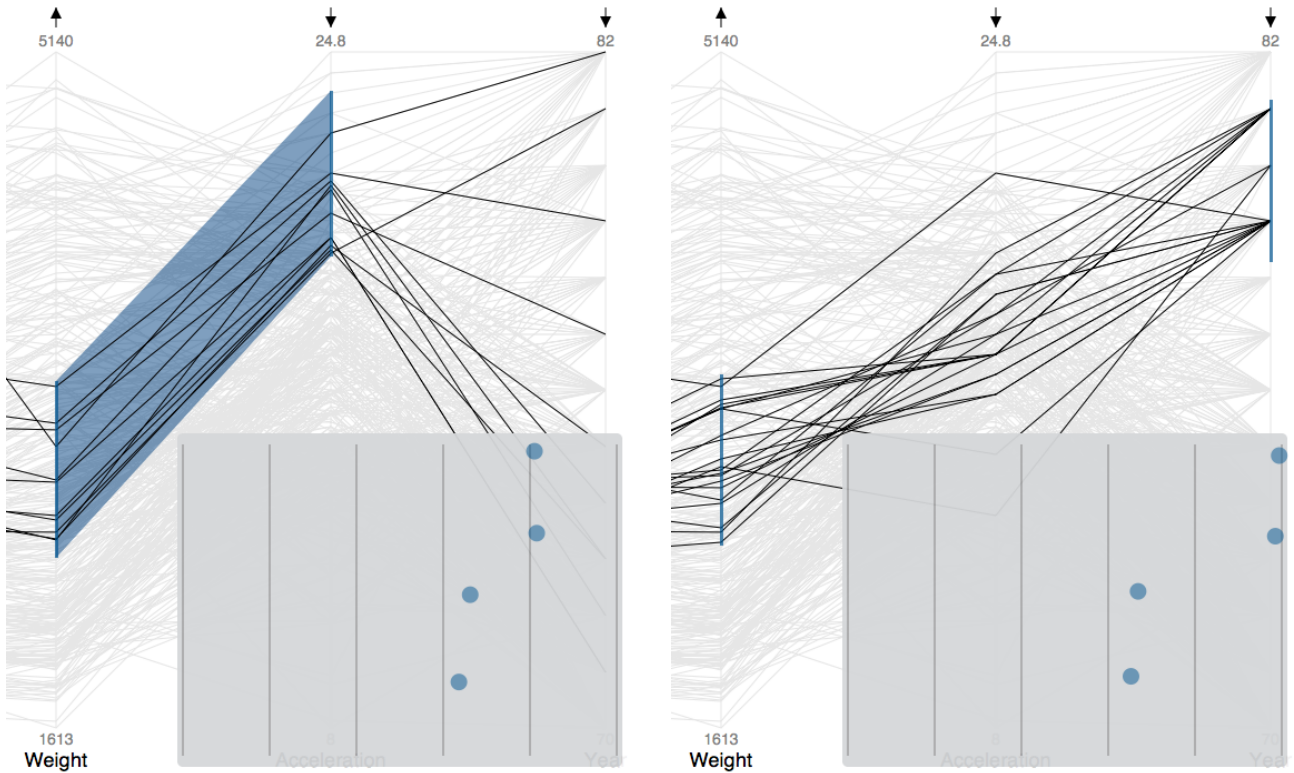 5140 24.8 82 5140 24.8 82
1613 8 70 1613 8 70
Weight Acceleration Year Weight Acceleration Year